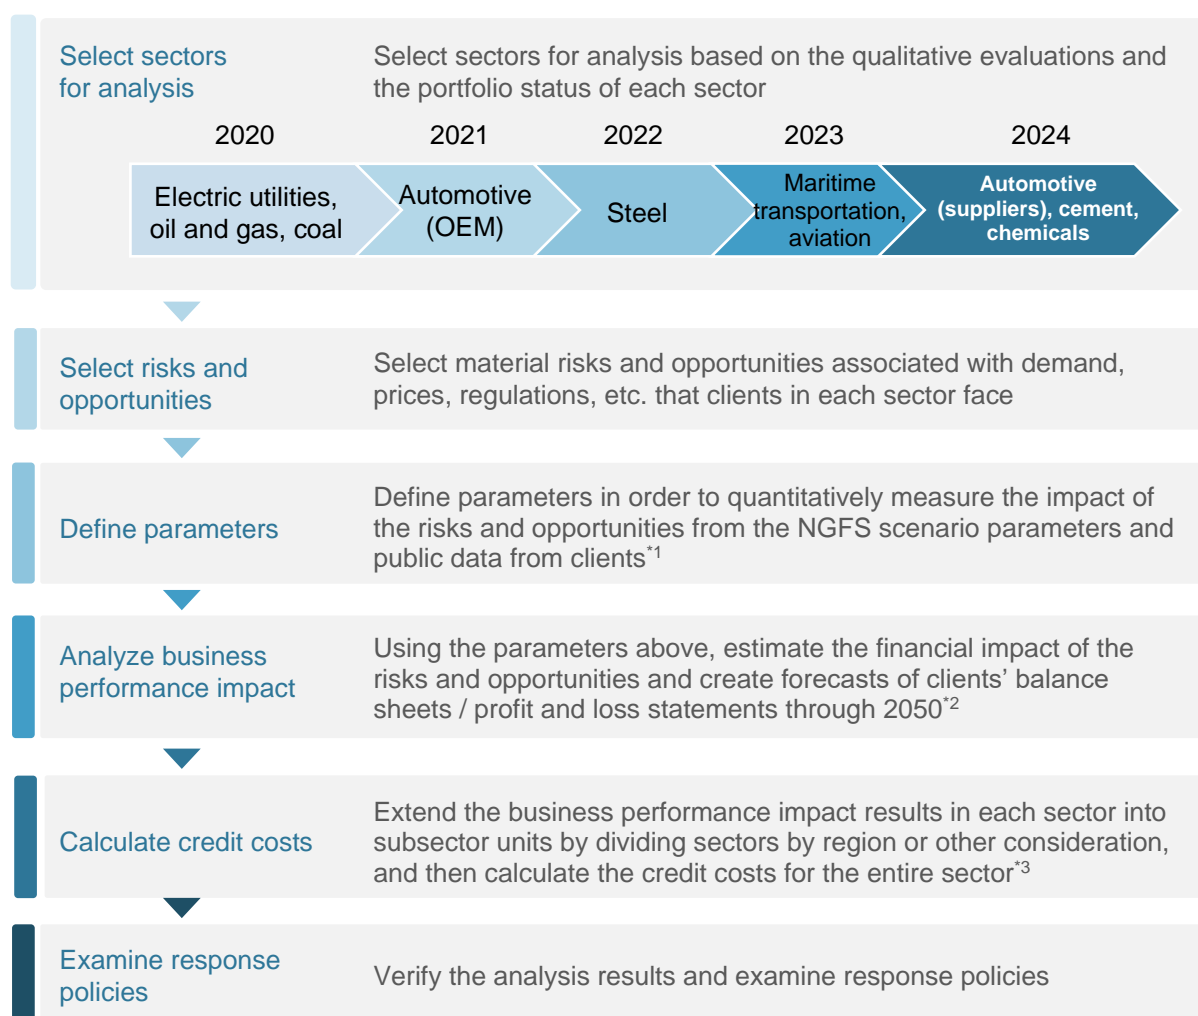 Select sectors
for analysis
Select sectors for analysis based on the qualitative evaluations and
the portfolio status of each sector
2020
2021
2022
2023
2024
Electric utilities,
oil and gas, coal
Automotive
(OEM)
Steel
Maritime
transportation,
aviation
Automotive
(suppliers), cement,
chemicals
Select risks and
opportunities
Select material risks and opportunities associated with demand,
prices, regulations, etc. that clients in each sector face
Define parameters
Define parameters in order to quantitatively measure the impact of
the risks and opportunities from the NGFS scenario parameters and
public data from clients*1
Analyze business
performance impact
Using the parameters above, estimate the financial impact of the
risks and opportunities and create forecasts of clients’ balance
sheets / profit and loss statements through 2050*2
Calculate credit costs
Extend the business performance impact results in each sector into
subsector units by dividing sectors by region or other consideration,
and then calculate the credit costs for the entire sector*3
Examine response
policies
Verify the analysis results and examine response policies